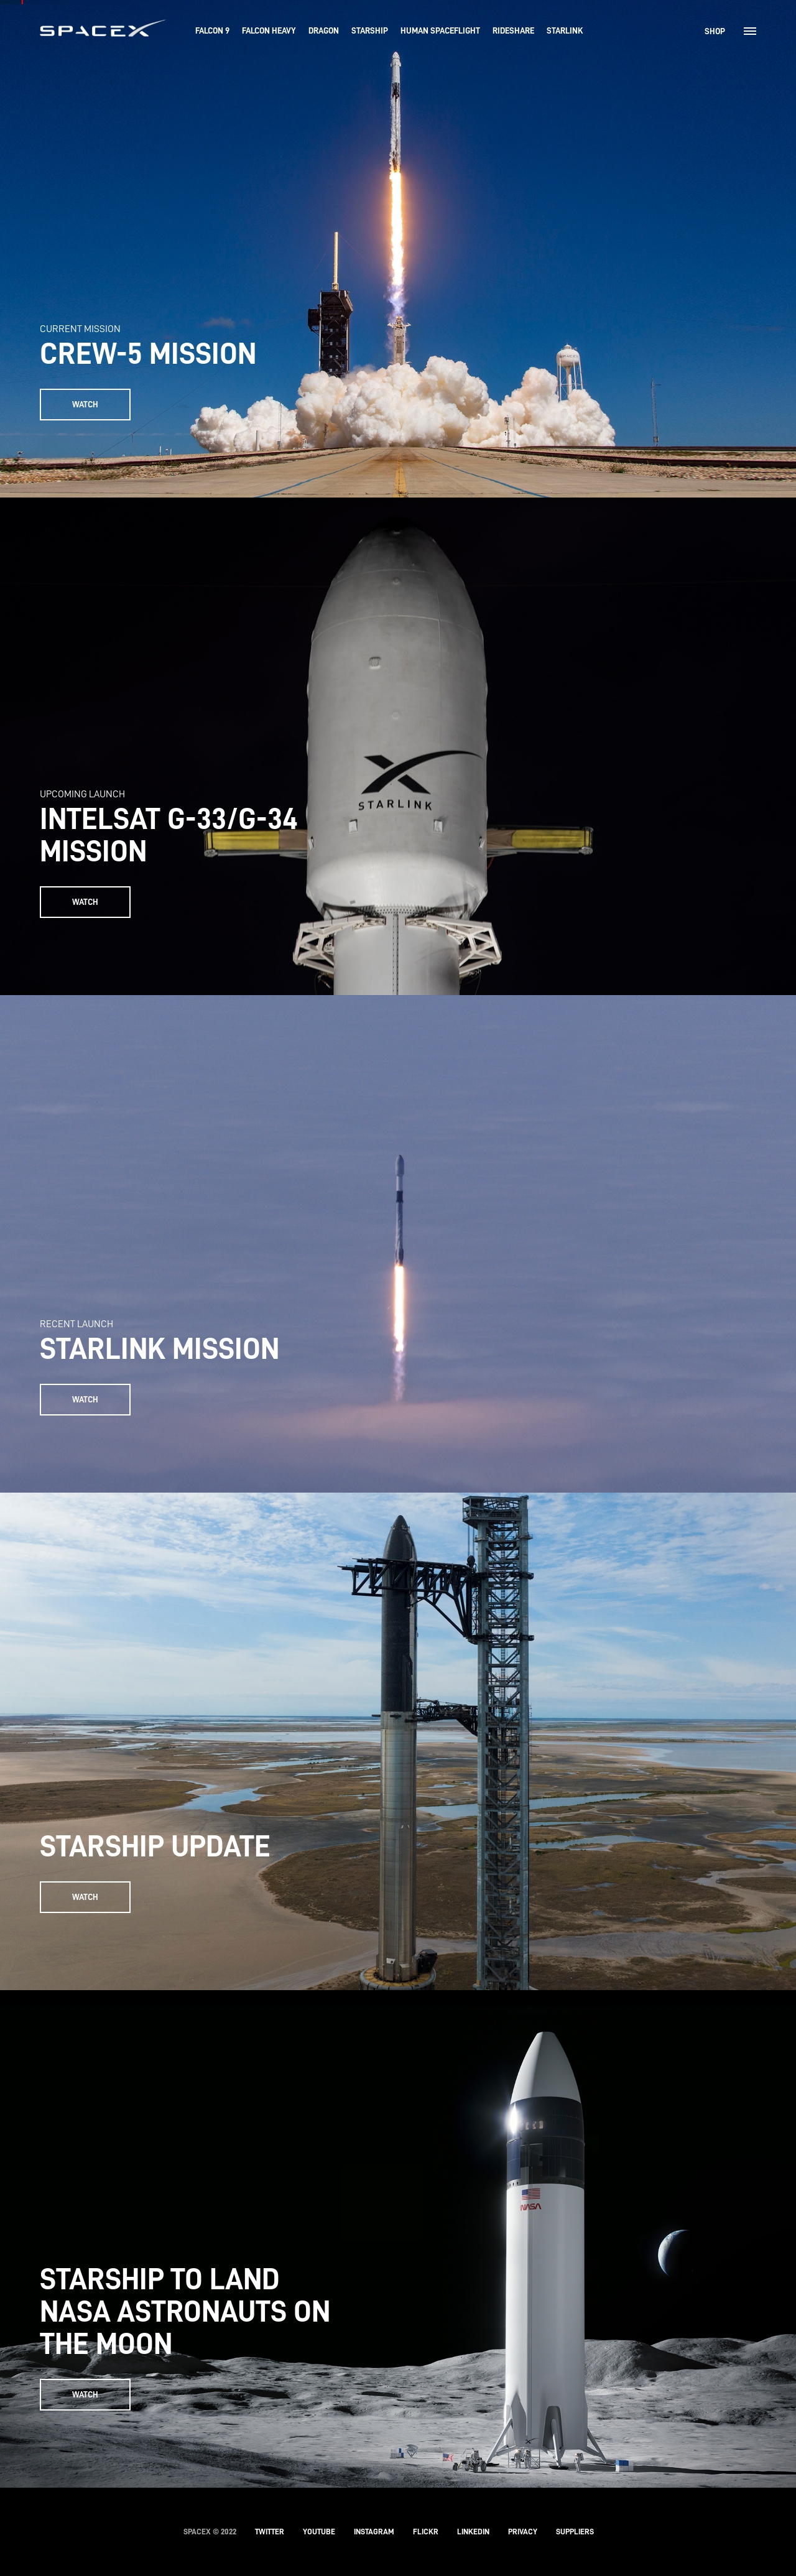 SPACEX FALCON 9 FALCON HEAVY DRAGON STARSHIP HUMAN SPACEFLIGHT RIDESHARE STARLINK SHOP
CURRENT MISSION
CREW-5 MISSION
WATCH
STARLINK
UPCOMING LAUNCH
INTELSAT G-33/G-34
MISSION
WATCH
RECENT LAUNCH
STARLINK MISSION
WATCH
STARSHIP UPDATE
WATCH
NASA
STARSHIP TO LAND
NASA ASTRONAUTS ON
THE MOON
WATCH
SPACEX © 2022 TWITTER YOUTUBE INSTAGRAM FLICKR LINKEDIN PRIVACY SUPPLIERS